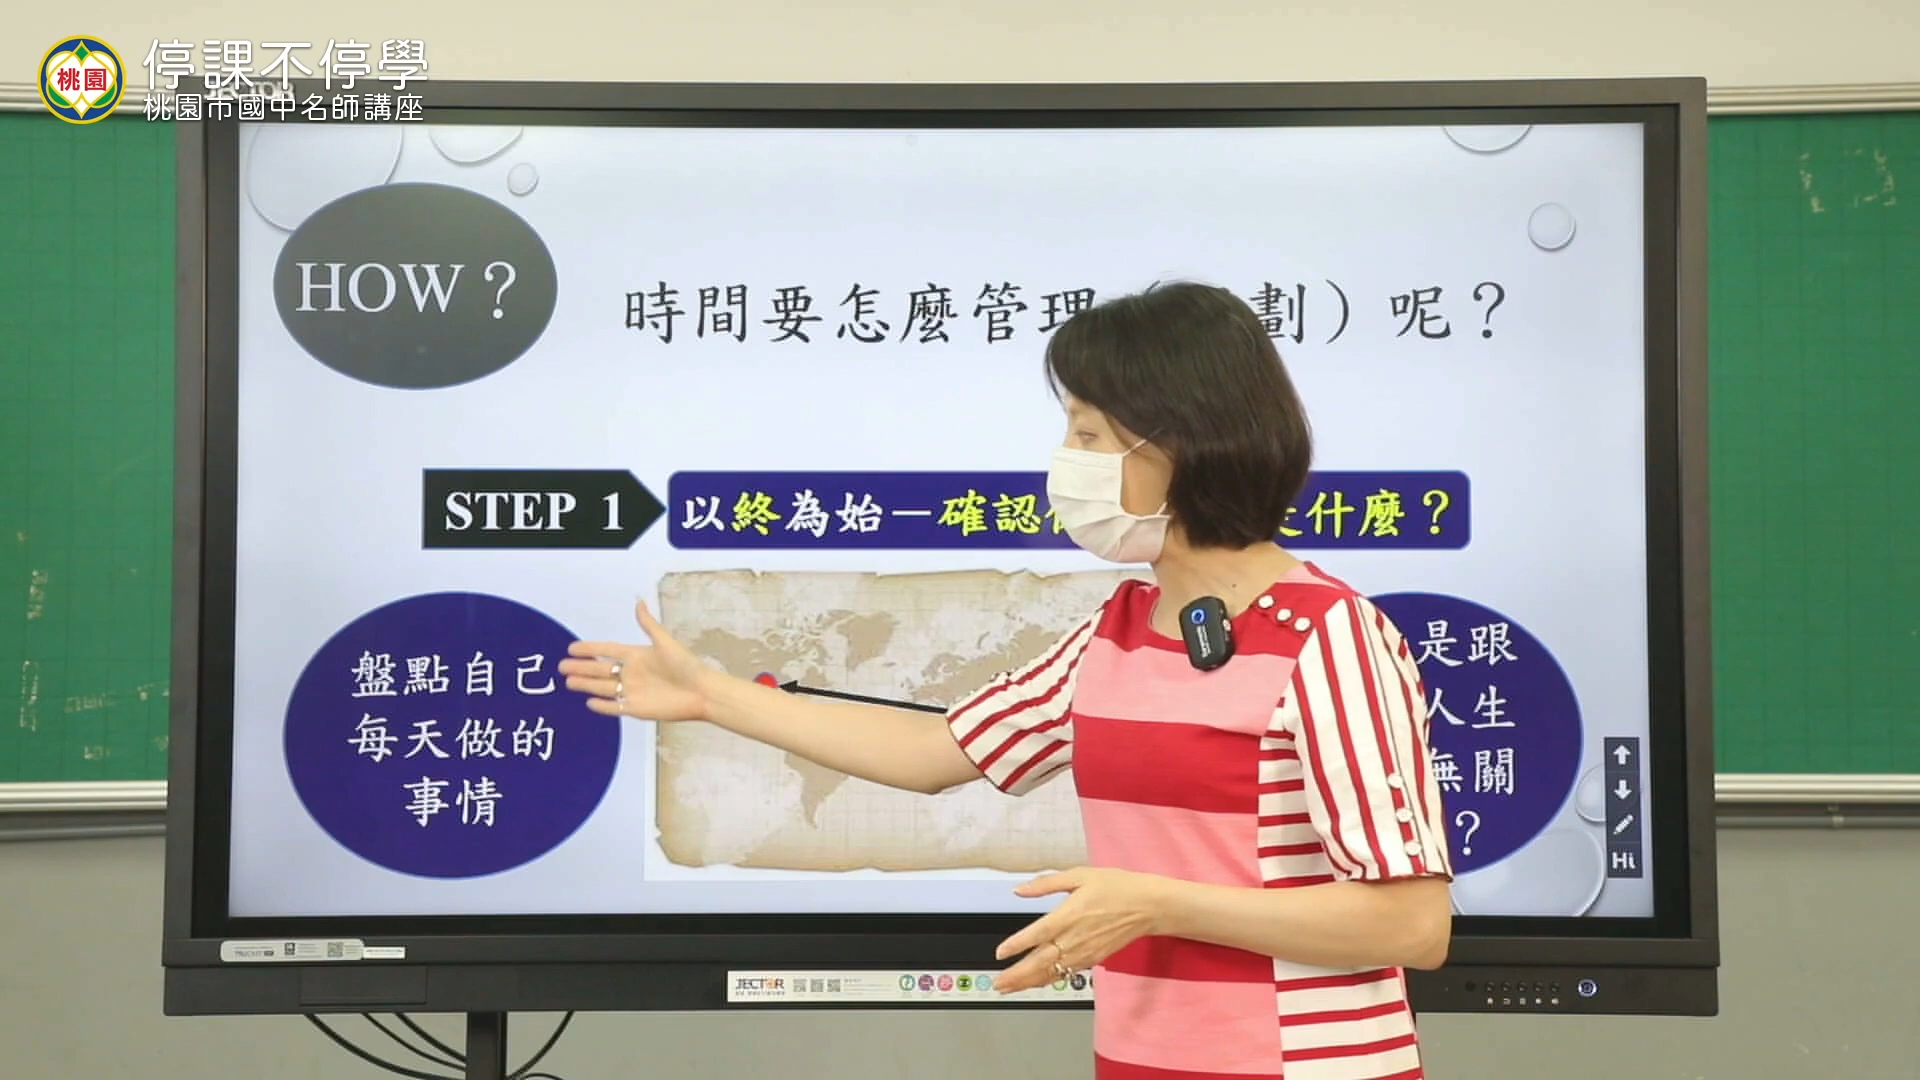 桃園
停課不停學
桃園市國中名師講座
HOW？
時間要怎麼管理 劃）呢？
STEP 1
以終為始－確認 什麼？
盤點自己
每天做的
事情
是跟
人生
無關
？
Hi
JECTOR